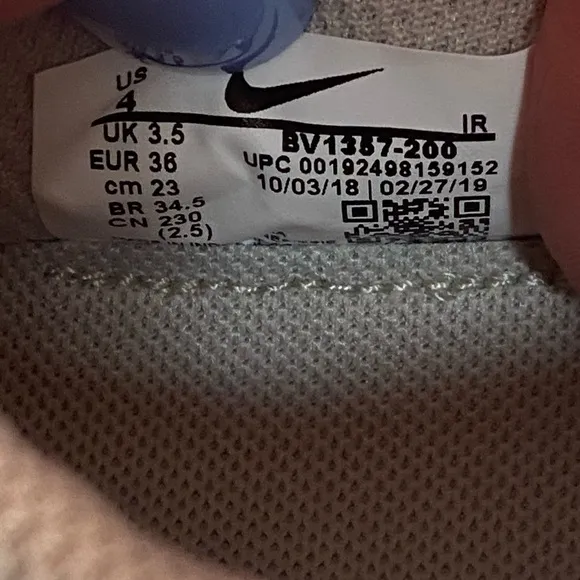 US
4
IR
UK 3.5
BV1357-200
EUR 36
UPC 00192498159152
cm 23
10/03/18 | 02/27/19
BR 34.5
CN 230
(2.5)